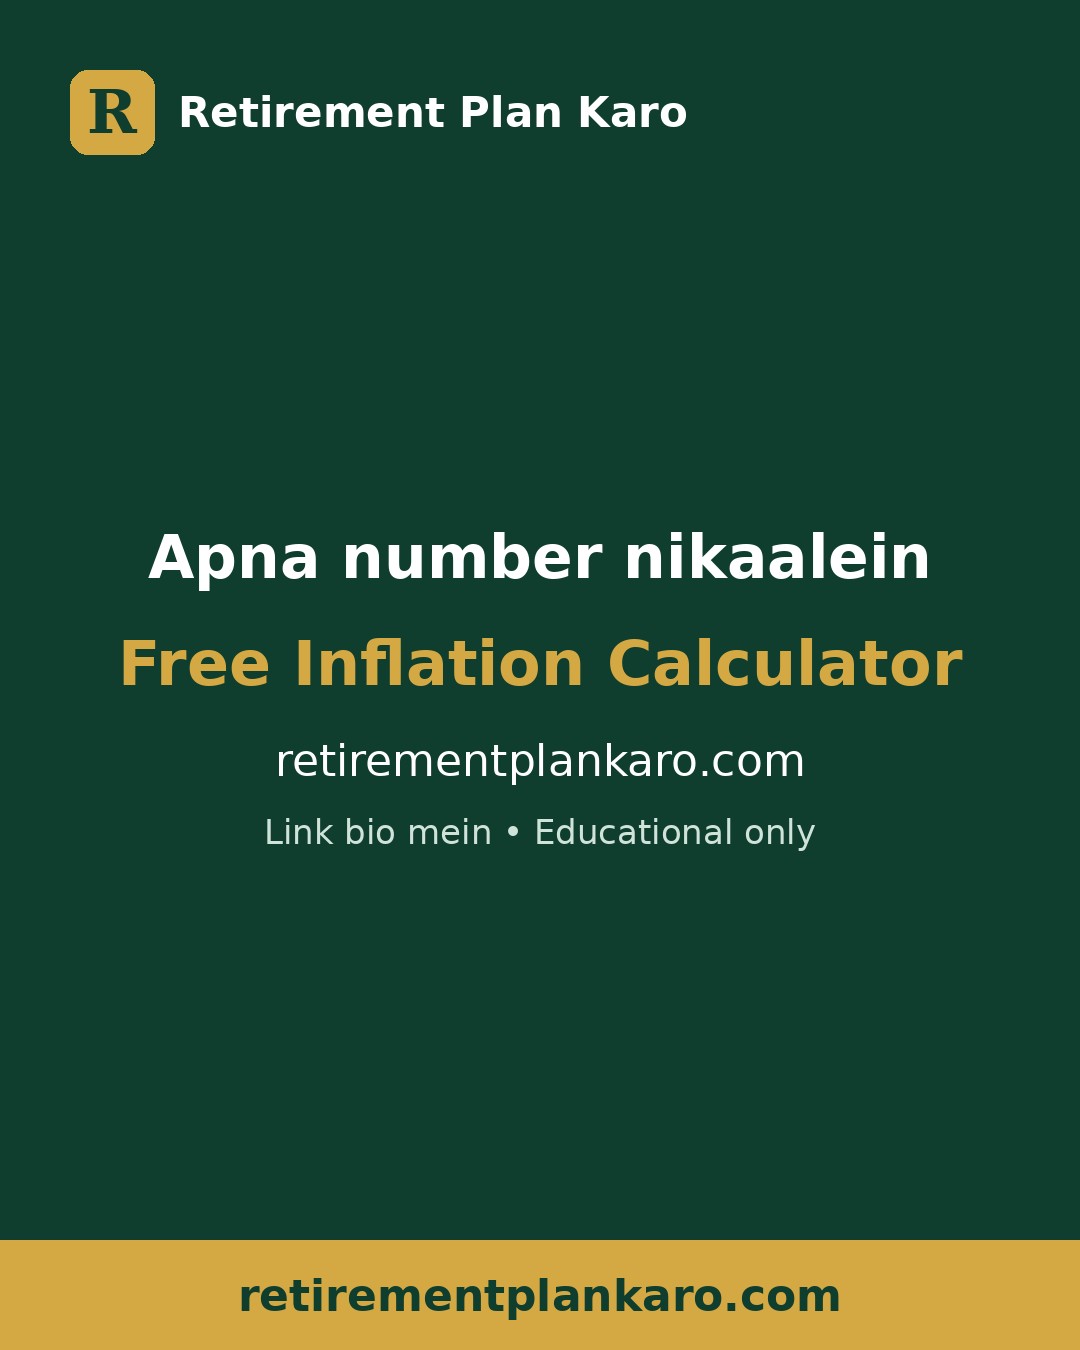 R Retirement Plan Karo
Apna number nikaalein
Free Inflation Calculator
retirementplankaro.com
Link bio mein • Educational only
retirementplankaro.com